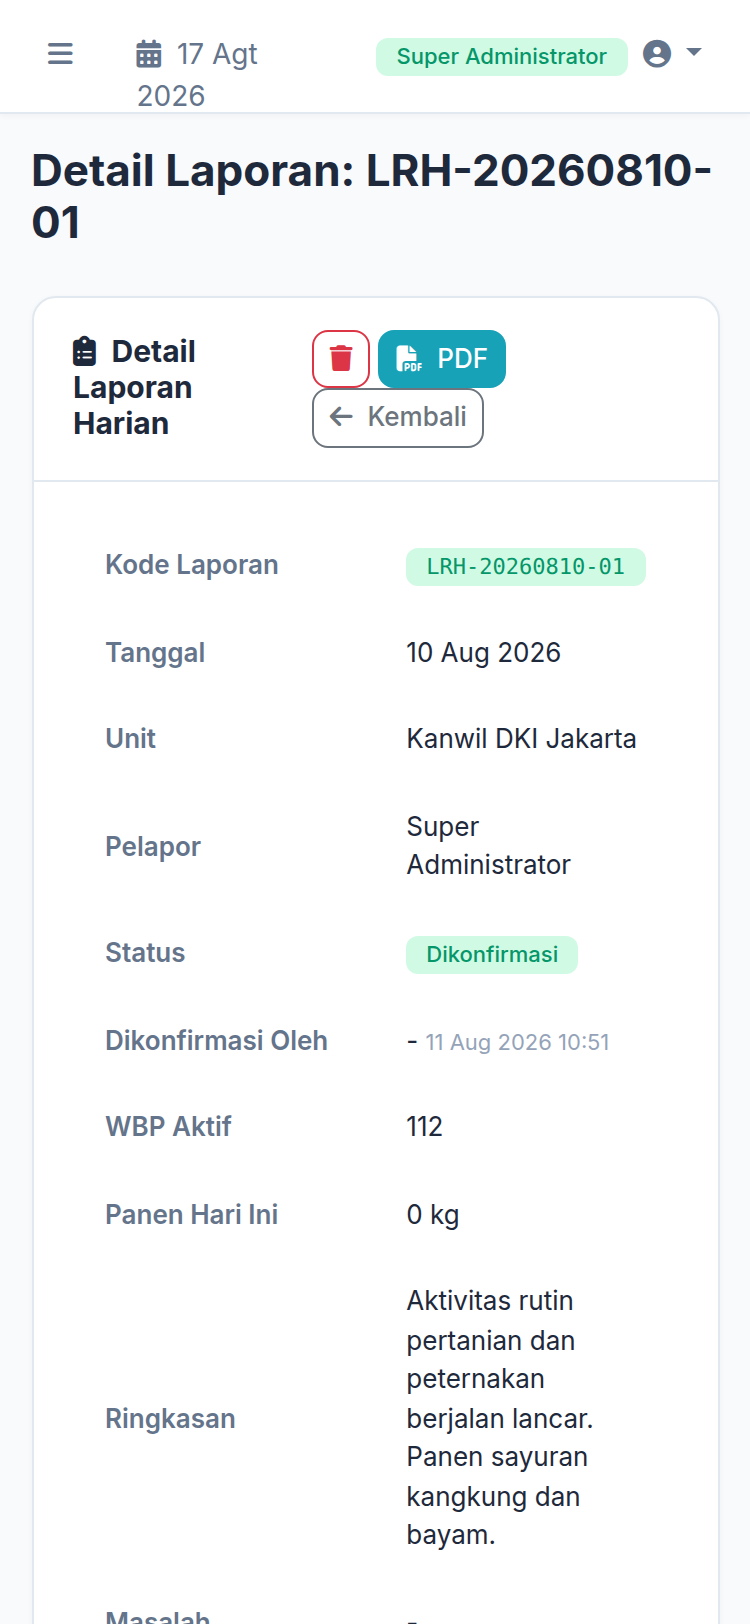 17 Agt
2026
Super Administrator
Detail Laporan: LRH-20260810-
01
Detail
Laporan
Harian
PDF
Kembali
Kode Laporan
LRH-20260810-01
Tanggal
10 Aug 2026
Unit
Kanwil DKI Jakarta
Pelapor
Super
Administrator
Status
Dikonfirmasi
Dikonfirmasi Oleh
- 11 Aug 2026 10:51
WBP Aktif
112
Panen Hari Ini
0 kg
Ringkasan
Aktivitas rutin
pertanian dan
peternakan
berjalan lancar.
Panen sayuran
kangkung dan
bayam.
Masalah
-